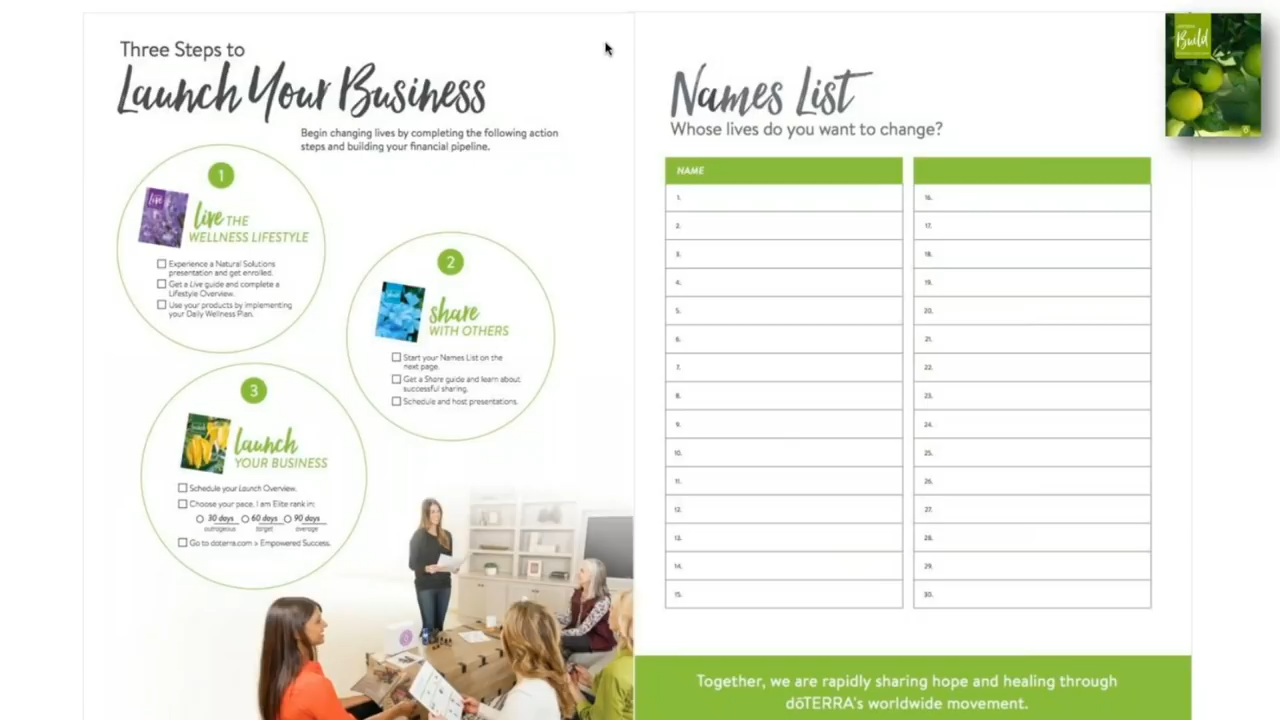 Three Steps to
Launch Your Business
Begin changing lives by completing the following action
steps and building your financial pipeline.
1
live THE
WELLNESS LIFESTYLE
Experience a Natural Solutions
presentation and get enrolled.
Get a Live guide and complete a
Lifestyle Overview.
Use your products by implementing
your Daily Wellness Plan.
2
share
WITH OTHERS
Start your Names List on the
next page.
Get a Share guide and learn about
successful sharing.
Schedule and host presentations.
3
launch
YOUR BUSINESS
Schedule your Launch Overview.
Choose your pace. I am Elite rank in:
30 days 60 days 90 days
outrageous target average
Go to doterra.com > Empowered Success.
Names List
Whose lives do you want to change?
NAME
1.
2.
3.
4.
5.
6.
7.
8.
9.
10.
11.
12.
13.
14.
15.
16.
17.
18.
19.
20.
21.
22.
23.
24.
25.
26.
27.
28.
29.
30.
Together, we are rapidly sharing hope and healing through
dōTERRA's worldwide movement.
Build